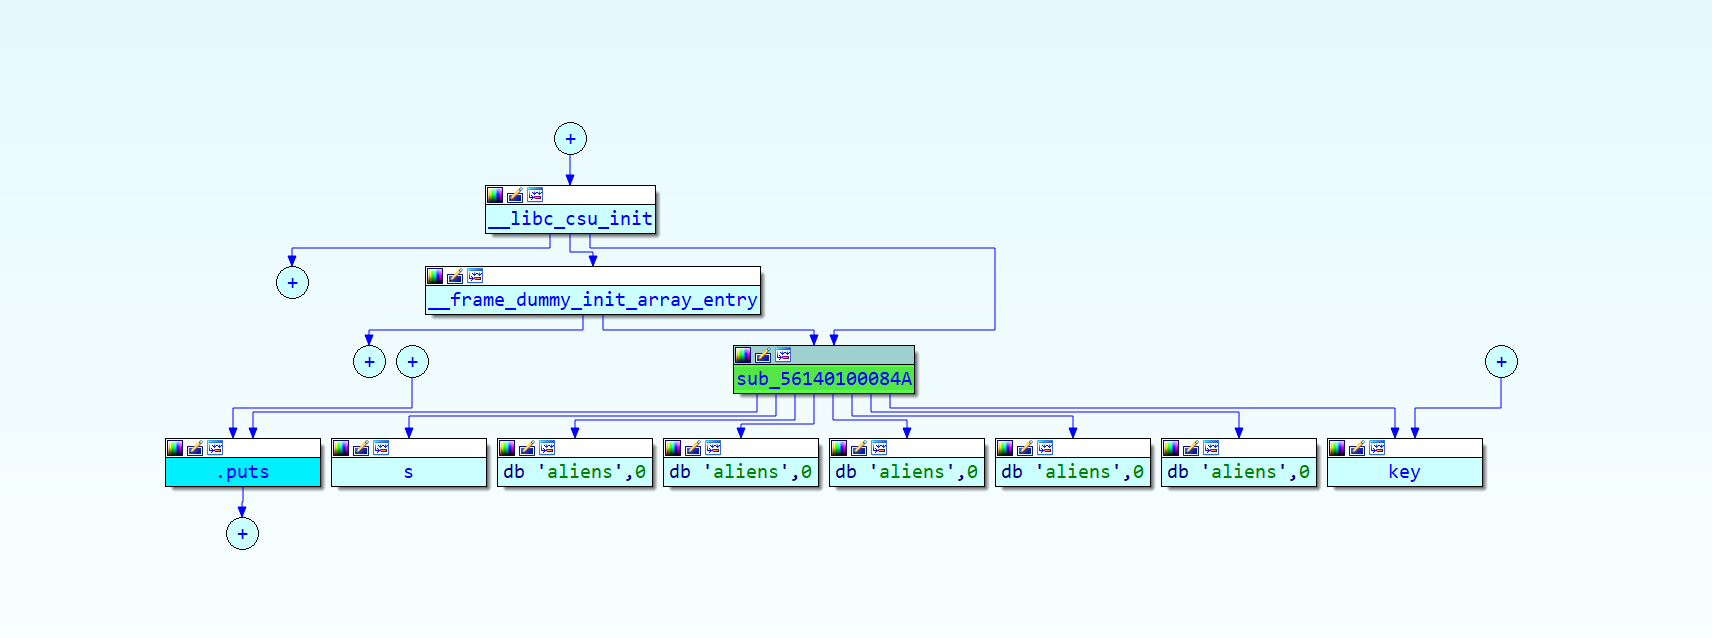 +
__libc_csu_init
+
__frame_dummy_init_array_entry
+
+
sub_56140100084A
+
.puts
s
db 'aliens',0
db 'aliens',0
db 'aliens',0
db 'aliens',0
db 'aliens',0
key
+